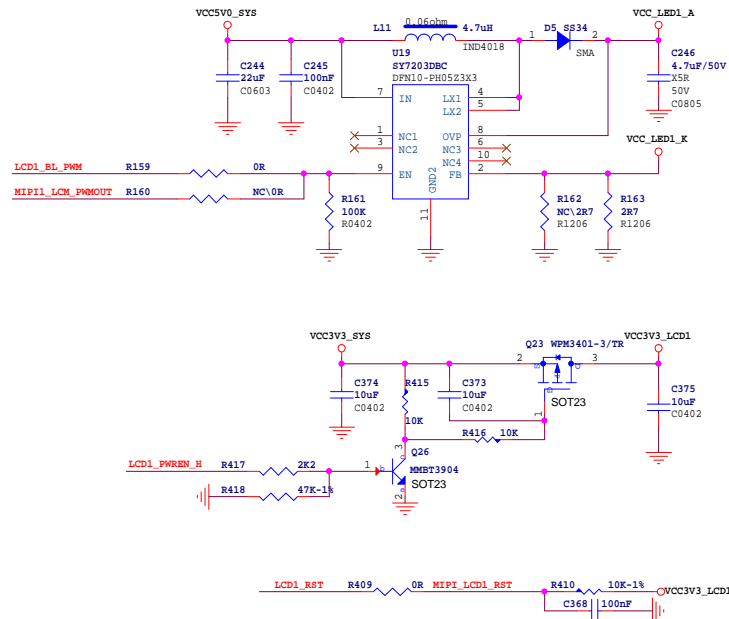 VCC5V0_SYS
0.06ohm
L11
4.7uH
IND4018
D5 SS34
1
2
SMA
VCC_LED1_A
C246
4.7uF/50V
X5R
50V
C0805
C244
22uF
C0603
C245
100nF
C0402
U19
SY7203DBC
DFN10-PH05Z3X3
7
IN
LX1
4
LX2
5
1
NC1
3
NC2
OVP
8
NC3
6
NC4
10
9
EN
FB
2
GND2
11
VCC_LED1_K
LCD1_BL_PWM
R159
0R
MIPI1_LCM_PWMOUT
R160
NC\0R
R161
100K
R0402
R162
NC\2R7
R1206
R163
2R7
R1206
VCC3V3_SYS
Q23 WPM3401-3/TR
VCC3V3_LCD1
2
3
1
S
D
SOT23
C374
10uF
C0402
R415
10K
C373
10uF
C0402
C375
10uF
C0402
R416
10K
Q26
MMBT3904
SOT23
3
1
b
c
e
2
LCD1_PWREN_H
R417
2K2
R418
47K-1%
LCD1_RST
R409
0R
MIPI_LCD1_RST
R410
10K-1%
VCC3V3_LCD1
C368
100nF